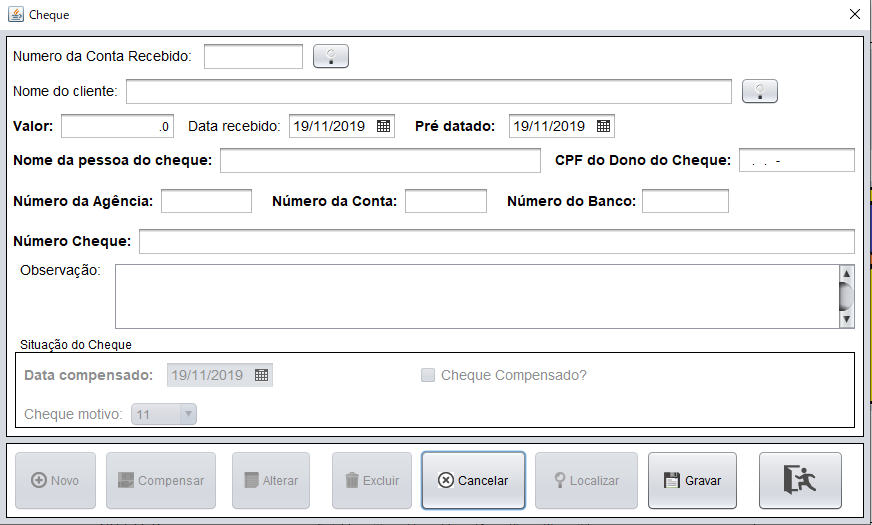 Cheque
Numero da Conta Recebido:
Nome do cliente:
Valor: .0 Data recebido: 19/11/2019 Pré datado: 19/11/2019
Nome da pessoa do cheque: CPF do Dono do Cheque: . . -
Número da Agência: Número da Conta: Número do Banco:
Número Cheque:
Observação:
Situação do Cheque
Data compensado: 19/11/2019 Cheque Compensado?
Cheque motivo: 11
Novo Compensar Alterar Excluir Cancelar Localizar Gravar